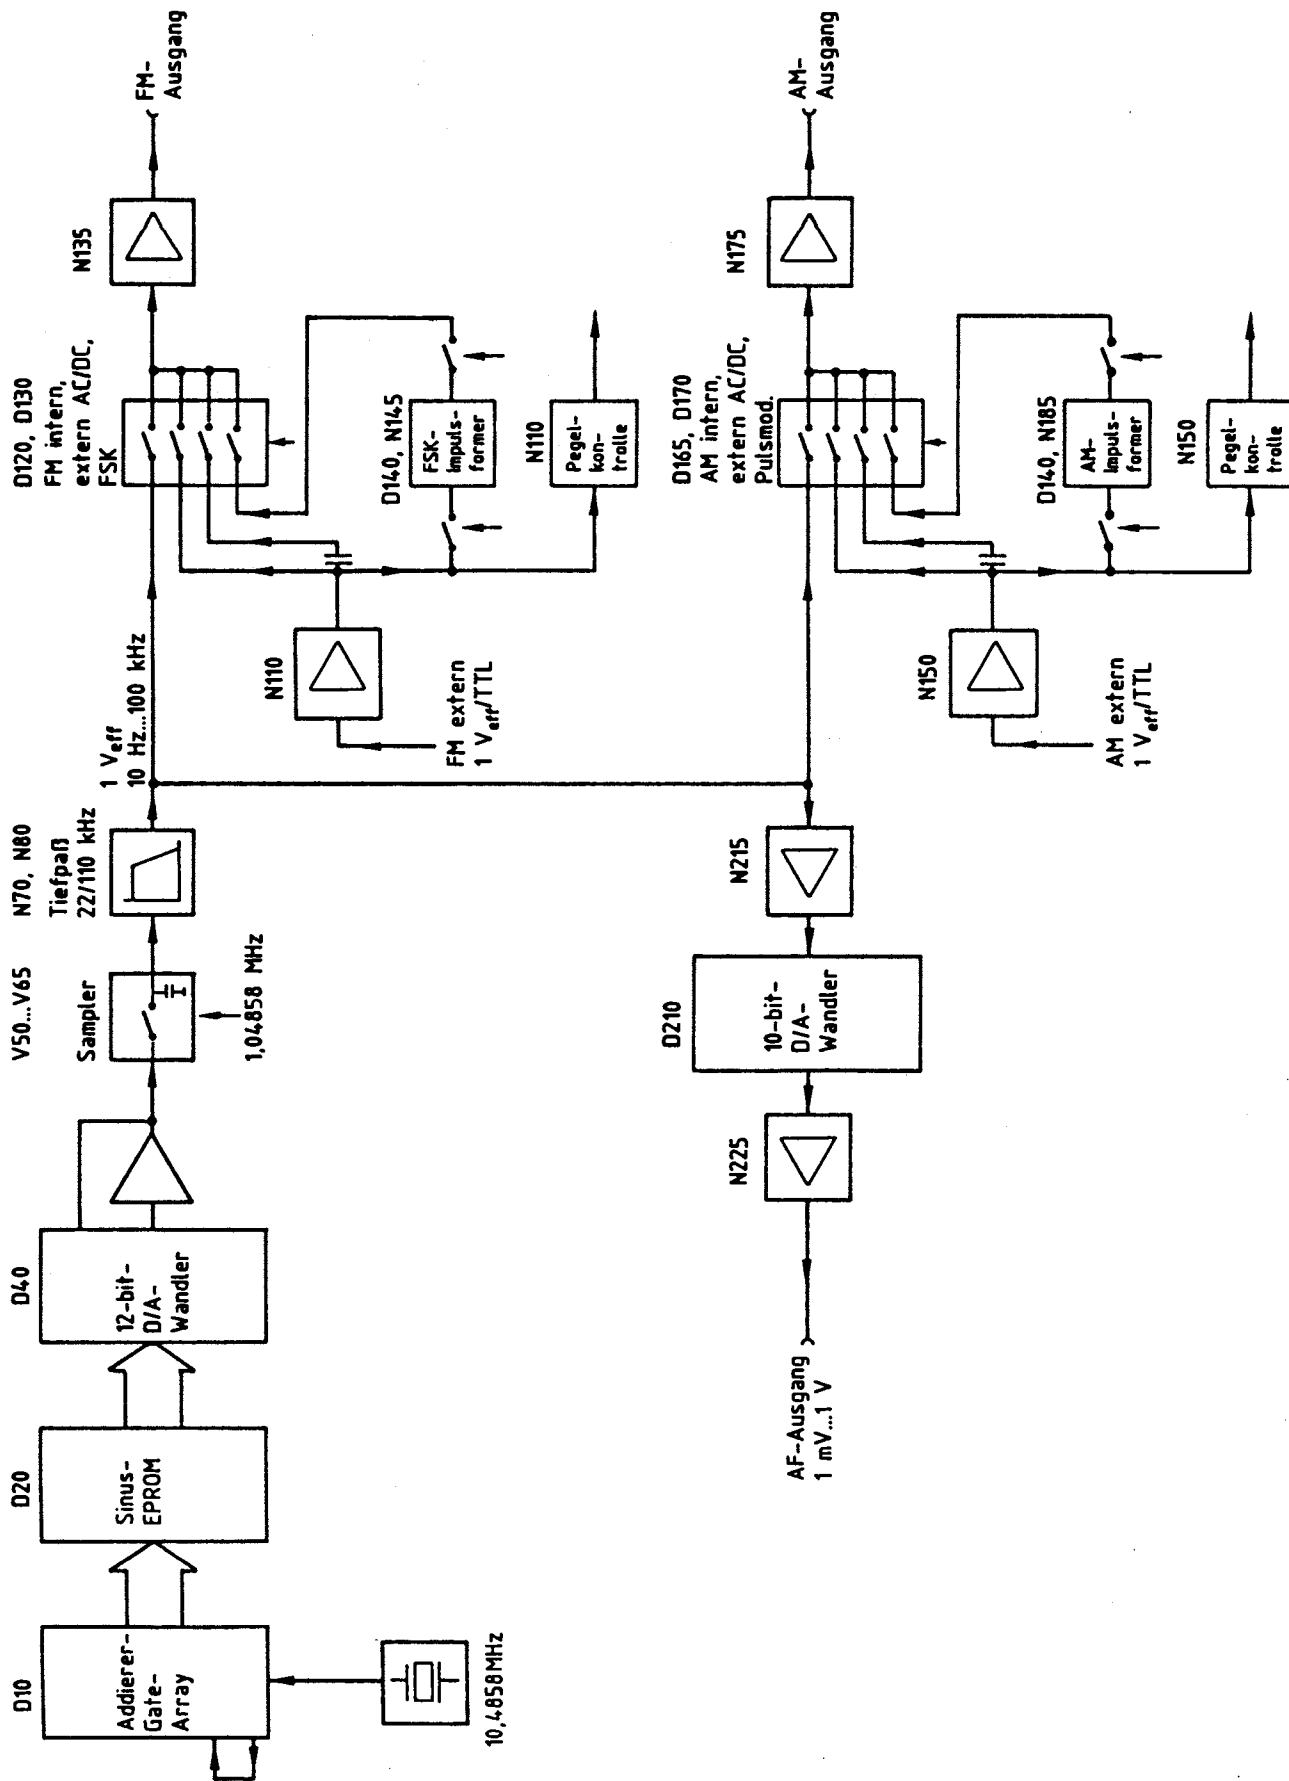 D10
Addierer-
Gate-
Array
10,4858MHz
D20
Sinus-
EPROM
D40
12-bit-
D/A-
Wandler
V50...V65
Sampler
1,04858 MHz
N70, N80
Tiefpaß
22/110 kHz
1 Veff
10 Hz...100 kHz
D120, D130
FM intern,
extern AC/DC,
FSK
N135
FM-
Ausgang
N110
FM extern
1 Veff/TTL
D140, N145
FSK-
Impuls-
former
N110
Pegel-
kon-
trolle
AF-Ausgang
1 mV...1 V
N225
D210
10-bit-
D/A-
Wandler
N215
D165, D170
AM intern,
extern AC/DC,
Pulsmod.
N175
AM-
Ausgang
N150
AM extern
1 Veff/TTL
D140, N185
AM-
Impuls-
former
N150
Pegel-
kon-
trolle